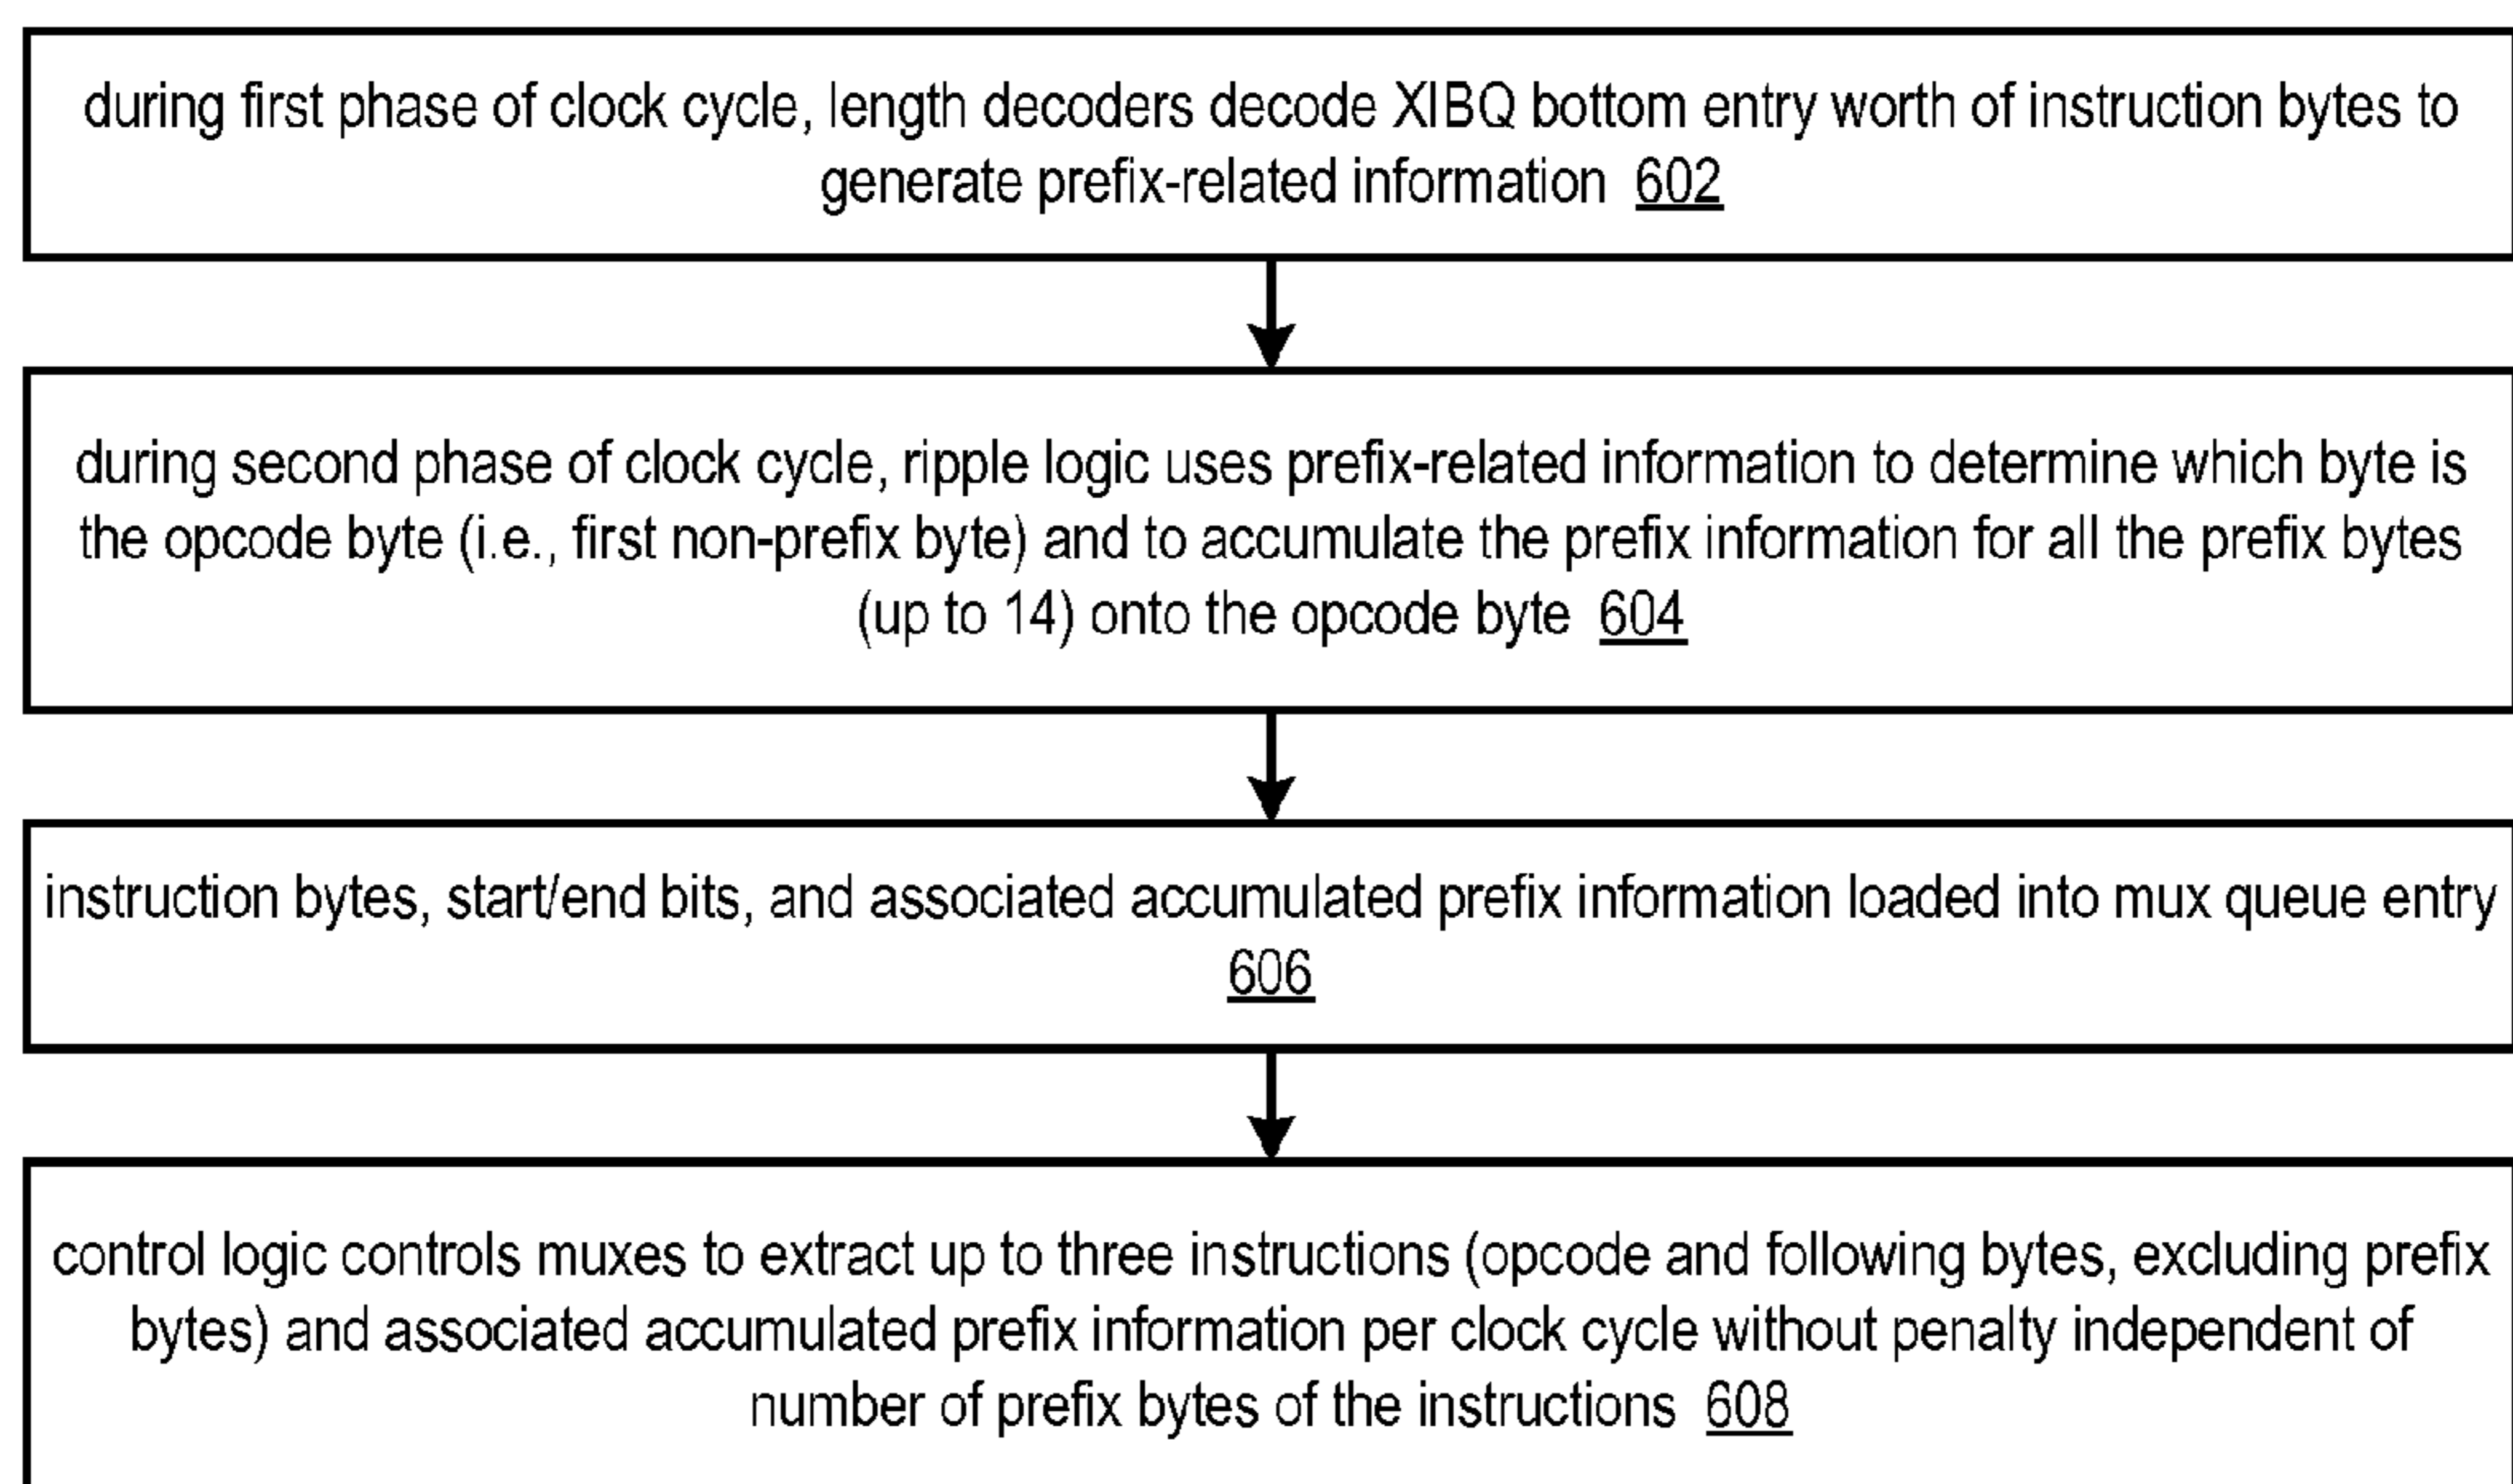 during first phase of clock cycle, length decoders decode XIBQ bottom entry worth of instruction bytes to
generate prefix-related information 602
during second phase of clock cycle, ripple logic uses prefix-related information to determine which byte is
the opcode byte (i.e., first non-prefix byte) and to accumulate the prefix information for all the prefix bytes
(up to 14) onto the opcode byte 604
instruction bytes, start/end bits, and associated accumulated prefix information loaded into mux queue entry
606
control logic controls muxes to extract up to three instructions (opcode and following bytes, excluding prefix
bytes) and associated accumulated prefix information per clock cycle without penalty independent of
number of prefix bytes of the instructions 608